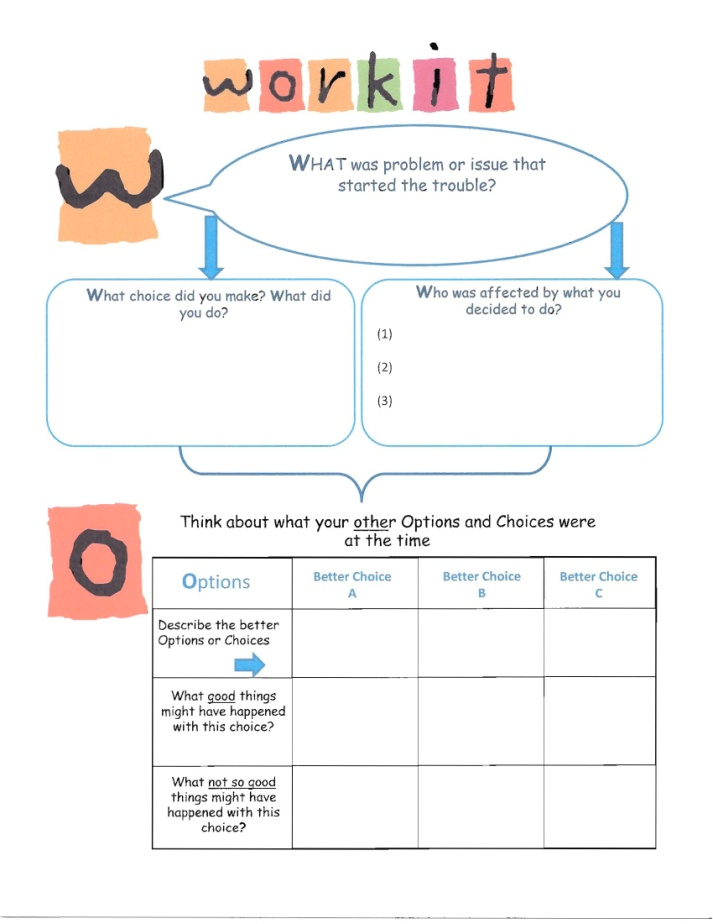 work it
w
WHAT was problem or issue that
started the trouble?
What choice did you make? What did
you do?
Who was affected by what you
decided to do?
(1)
(2)
(3)
O
Think about what your other Options and Choices were
at the time
Options
Better Choice
A
Better Choice
B
Better Choice
C
Describe the better
Options or Choices
What good things
might have happened
with this choice?
What not so good
things might have
happened with this
choice?